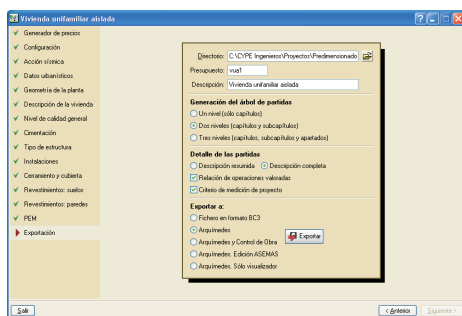 Vivienda unifamiliar aislada
Generador de precios
Configuración
Acción sísmica
Datos urbanísticos
Geometría de la planta
Descripción de la vivienda
Nivel de calidad general
Cimentación
Tipo de estructura
Instalaciones
Cerramiento y cubierta
Revestimientos: suelos
Revestimientos: paredes
PEM
Exportación
Directorio: C:\CYPE Ingenieros\Proyectos\Predimensionado
Presupuesto: vua1
Descripción: Vivienda unifamiliar aislada
Generación del árbol de partidas
Un nivel (sólo capítulos)
Dos niveles (capítulos y subcapítulos)
Tres niveles (capítulos, subcapítulos y apartados)
Detalle de las partidas
Descripción resumida Descripción completa
Relación de operaciones valoradas
Criterio de medición de proyecto
Exportar a:
Fichero en formato BC3
Arquímedes
Arquímedes y Control de Obra
Exportar
Arquímedes. Edición ASEMAS
Arquímedes. Sólo visualizador
Salir
< Anterior
Siguiente >